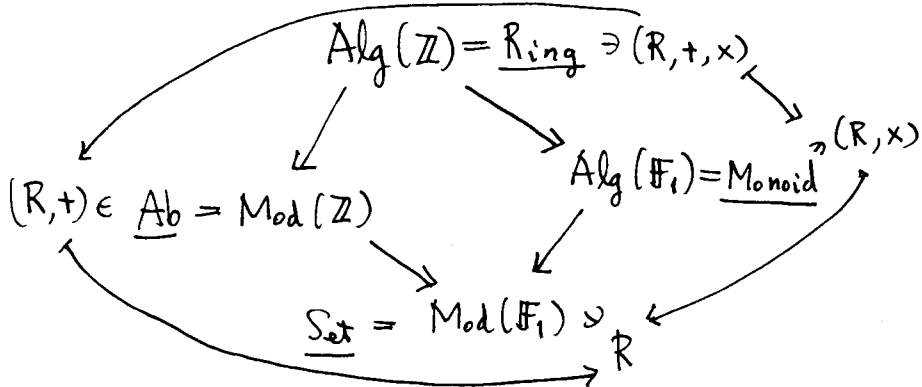 Alg(ℤ) = Ring ∋ (R, +, ×)
(R, ×)
∈
Alg(𝔽₁) = Monoid
(R, +) ∈ Ab = Mod(ℤ)
Set = Mod(𝔽₁) ∋
R